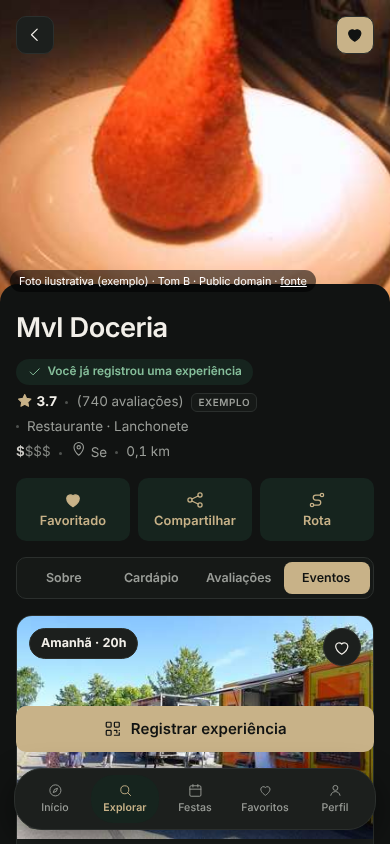 Foto ilustrativa (exemplo) · Tom B · Public domain · fonte
Mvl Doceria
Você já registrou uma experiência
3.7 · (740 avaliações) EXEMPLO
· Restaurante · Lanchonete
$$$$ · Se · 0,1 km
Favoritado
Compartilhar
Rota
Sobre
Cardápio
Avaliações
Eventos
Amanhã · 20h
Registrar experiência
Início
Explorar
Festas
Favoritos
Perfil